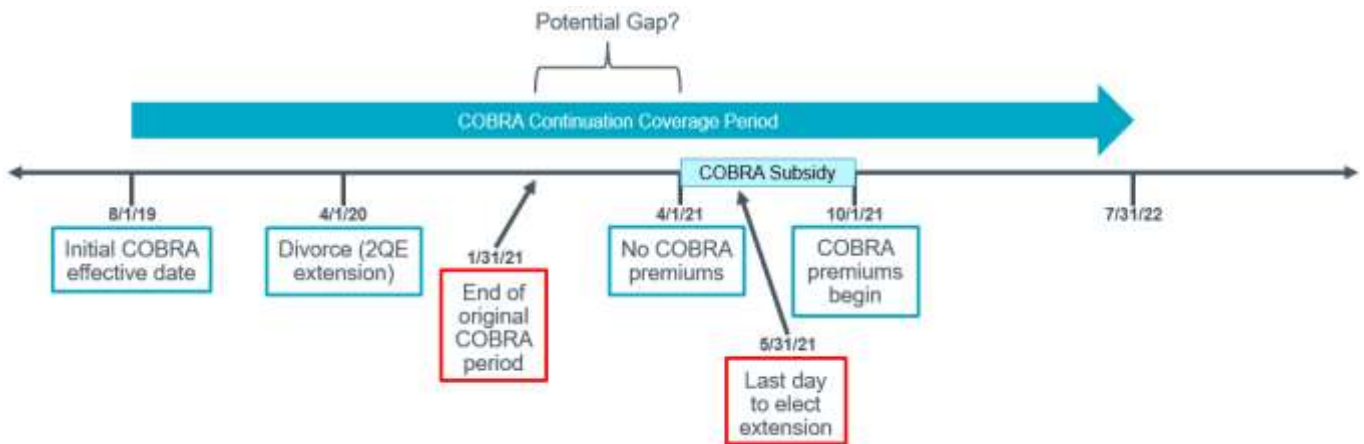 Potential Gap?
COBRA Continuation Coverage Period
COBRA Subsidy
8/1/19
Initial COBRA
effective date
4/1/20
Divorce (2QE
extension)
1/31/21
End of
original
COBRA
period
4/1/21
No COBRA
premiums
5/31/21
Last day
to elect
extension
10/1/21
COBRA
premiums
begin
7/31/22